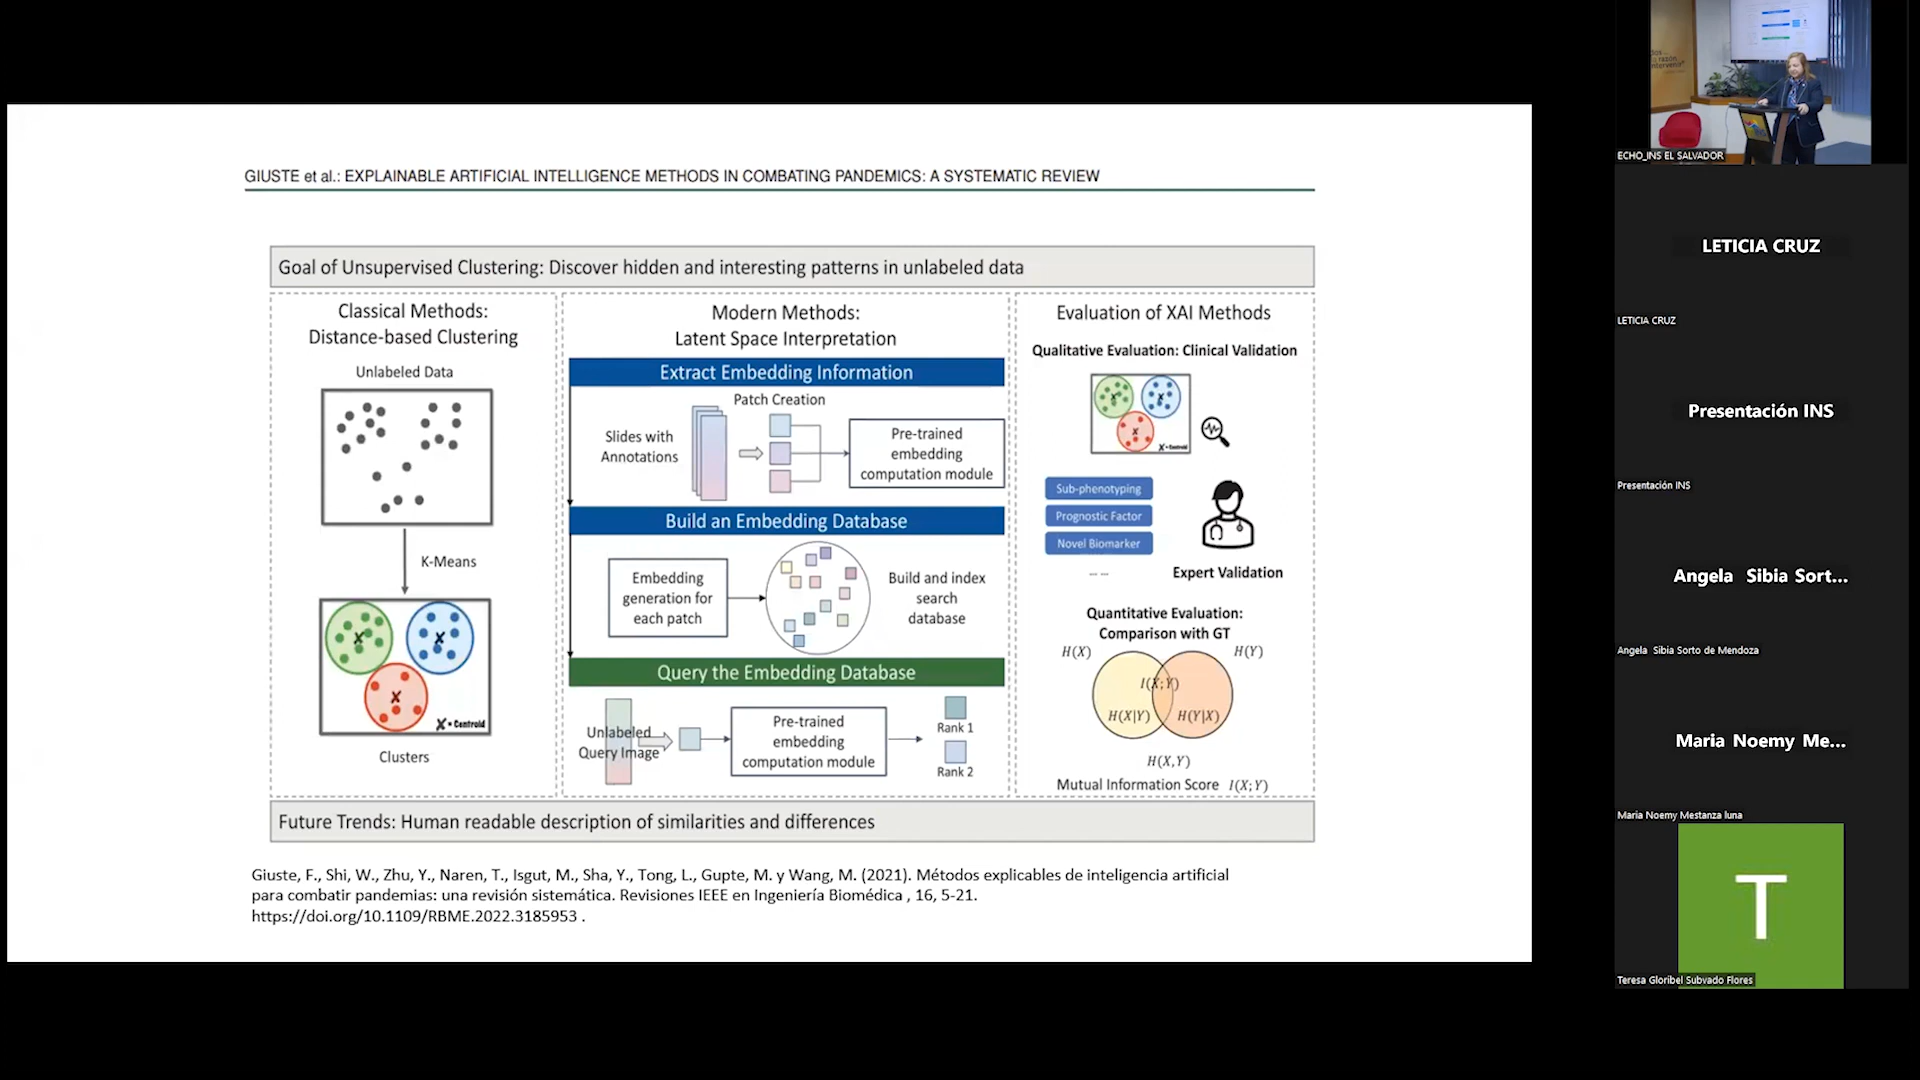 GIUSTE et al.: EXPLAINABLE ARTIFICIAL INTELLIGENCE METHODS IN COMBATING PANDEMICS: A SYSTEMATIC REVIEW
Goal of Unsupervised Clustering: Discover hidden and interesting patterns in unlabeled data
Classical Methods:
Distance-based Clustering
Unlabeled Data
K-Means
X = Centroid
Clusters
Modern Methods:
Latent Space Interpretation
Extract Embedding Information
Patch Creation
Slides with
Annotations
Pre-trained
embedding
computation module
Build an Embedding Database
Embedding
generation for
each patch
Build and index
search
database
Query the Embedding Database
Unlabeled
Query Image
Pre-trained
embedding
computation module
Rank 1
Rank 2
Evaluation of XAI Methods
Qualitative Evaluation: Clinical Validation
X = Centroid
Sub-phenotyping
Prognostic Factor
Novel Biomarker
... ...
Expert Validation
Quantitative Evaluation:
Comparison with GT
H(X)
H(Y)
I(X;Y)
H(X|Y)
H(Y|X)
H(X,Y)
Mutual Information Score I(X;Y)
Future Trends: Human readable description of similarities and differences
Giuste, F., Shi, W., Zhu, Y., Naren, T., Isgut, M., Sha, Y., Tong, L., Gupte, M. y Wang, M. (2021). Métodos explicables de inteligencia artificial
para combatir pandemias: una revisión sistemática. Revisiones IEEE en Ingeniería Biomédica , 16, 5-21.
https://doi.org/10.1109/RBME.2022.3185953 .
razón
ECHO_INS EL SALVADOR
LETICIA CRUZ
LETICIA CRUZ
Presentación INS
Presentación INS
Angela Sibia Sort...
Angela Sibia Sorto de Mendoza
Maria Noemy Me...
Maria Noemy Mestanza luna
T
Teresa Gloribel Subvado Flores